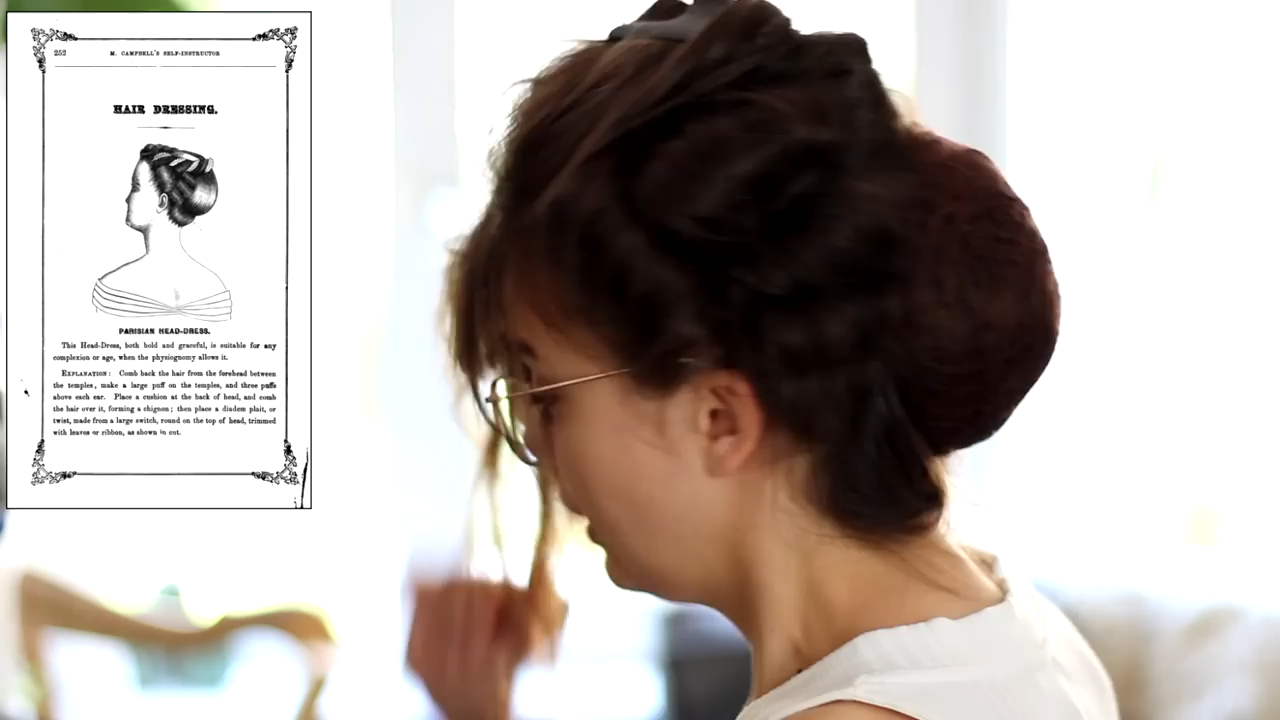 252
M. CAMPBELL'S SELF-INSTRUCTOR
HAIR DRESSING.
PARISIAN HEAD-DRESS.
This Head-Dress, both bold and graceful, is suitable for any
complexion or age, when the physiognomy allows it.
EXPLANATION: Comb back the hair from the forehead between
the temples, make a large puff on the temples, and three puffs
above each ear. Place a cushion at the back of head, and comb
the hair over it, forming a chignon; then place a diadem plait, or
twist, made from a large switch, round on the top of head, trimmed
with leaves or ribbon, as shown in cut.